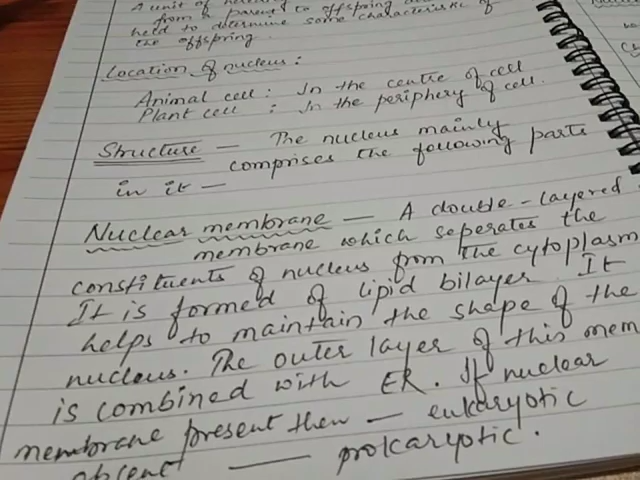 A unit of
from a parent to offspring
held to determine some characteristic of
the offspring.
Location of nucleus:
Animal cell: In the centre of cell
Plant cell : In the periphery of cell.
Structure — The nucleus mainly
comprises the following parts
in it —
Nuclear membrane — A double-layered
membrane which seperates the
constituents of nucleus from the cytoplasm
It is formed of lipid bilayer. It
helps to maintain the shape of the
nucleous. The outer layer of this mem
is combined with ER. If nuclear
membrane present then — eukaryotic
absent — prokaryotic.